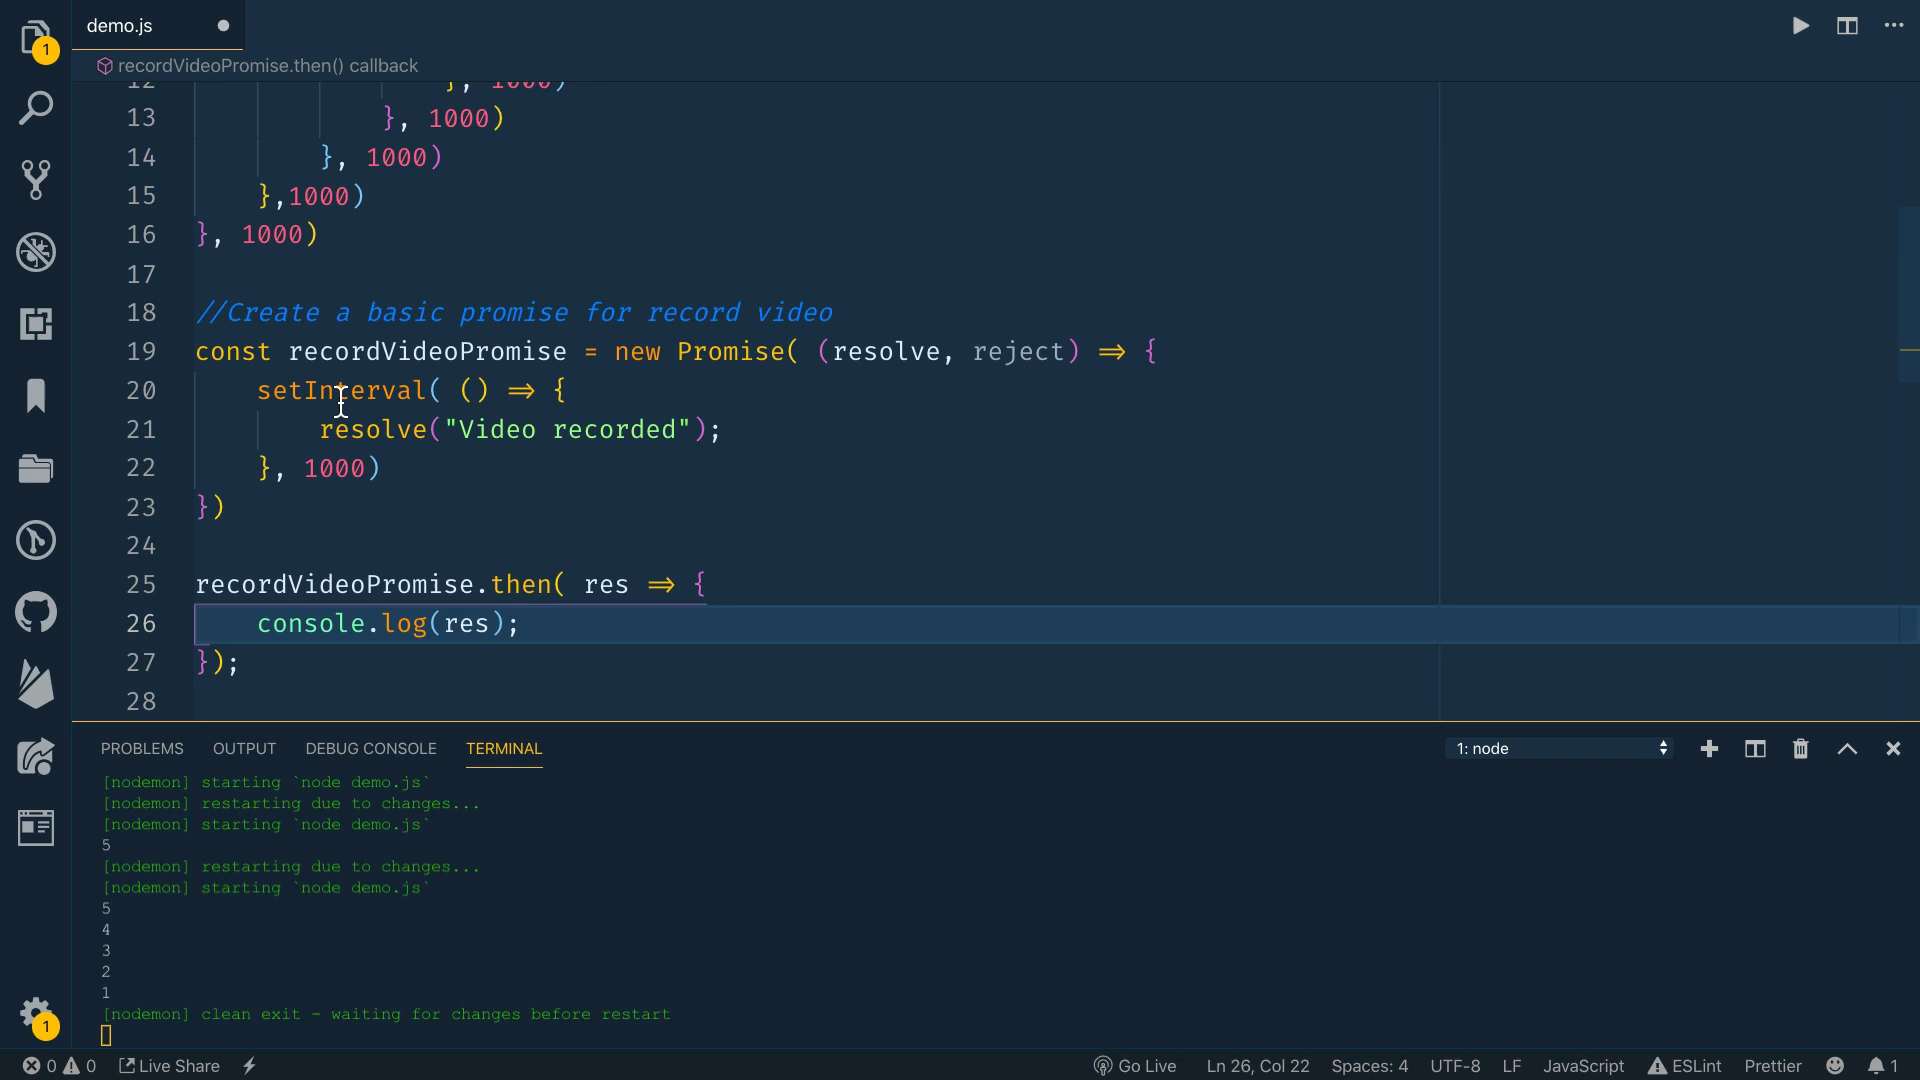 demo.js
1
recordVideoPromise.then() callback
12 }, 1000)
13 }, 1000)
14 }, 1000)
15 },1000)
16 }, 1000)
17
18 //Create a basic promise for record video
19 const recordVideoPromise = new Promise( (resolve, reject) => {
20 setInterval( () => {
21 resolve("Video recorded");
22 }, 1000)
23 })
24
25 recordVideoPromise.then( res => {
26 console.log(res);
27 });
28
PROBLEMS OUTPUT DEBUG CONSOLE TERMINAL 1: node
[nodemon] starting `node demo.js`
[nodemon] restarting due to changes...
[nodemon] starting `node demo.js`
5
[nodemon] restarting due to changes...
[nodemon] starting `node demo.js`
5
4
3
2
1
[nodemon] clean exit - waiting for changes before restart
1
0 0 Live Share Go Live Ln 26, Col 22 Spaces: 4 UTF-8 LF JavaScript ESLint Prettier 1